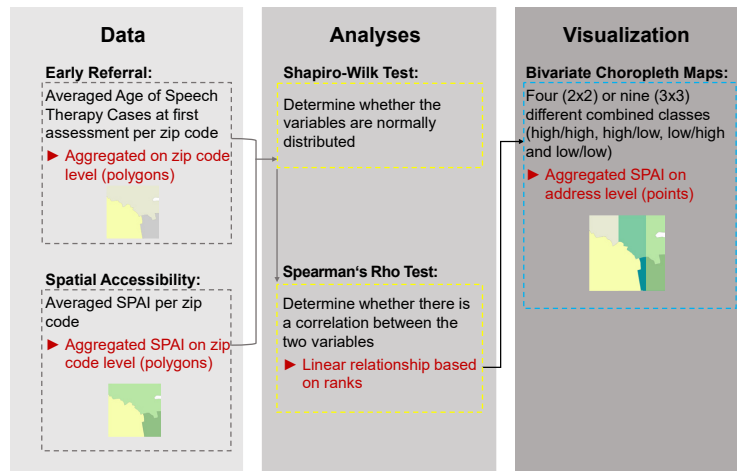 Data
Early Referral:
Averaged Age of Speech
Therapy Cases at first
assessment per zip code
► Aggregated on zip code
level (polygons)
Spatial Accessibility:
Averaged SPAI per zip
code
► Aggregated SPAI on zip
code level (polygons)
Analyses
Shapiro-Wilk Test:
Determine whether the
variables are normally
distributed
Spearman‘s Rho Test:
Determine whether there is
a correlation between the
two variables
► Linear relationship based
on ranks
Visualization
Bivariate Choropleth Maps:
Four (2x2) or nine (3x3)
different combined classes
(high/high, high/low, low/high
and low/low)
► Aggregated SPAI on
address level (points)